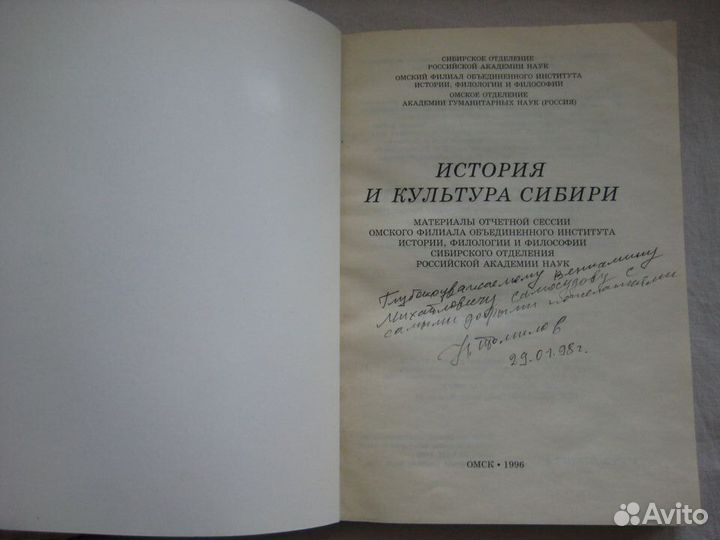 СИБИРСКОЕ ОТДЕЛЕНИЕ
РОССИЙСКОЙ АКАДЕМИИ НАУК
ОМСКИЙ ФИЛИАЛ ОБЪЕДИНЕННОГО ИНСТИТУТА
ИСТОРИИ, ФИЛОЛОГИИ И ФИЛОСОФИИ
ОМСКОЕ ОТДЕЛЕНИЕ
АКАДЕМИИ ГУМАНИТАРНЫХ НАУК (РОССИЯ)
ИСТОРИЯ
И КУЛЬТУРА СИБИРИ
МАТЕРИАЛЫ ОТЧЕТНОЙ СЕССИИ
ОМСКОГО ФИЛИАЛА ОБЪЕДИНЕННОГО ИНСТИТУТА
ИСТОРИИ, ФИЛОЛОГИИ И ФИЛОСОФИИ
СИБИРСКОГО ОТДЕЛЕНИЯ
РОССИЙСКОЙ АКАДЕМИИ НАУК
Глубокоуважаемому Вениамину
Михайловичу Самосудову с
самыми добрыми пожеланиями
Н Томилов
29.01.98г.
ОМСК • 1996
Avito